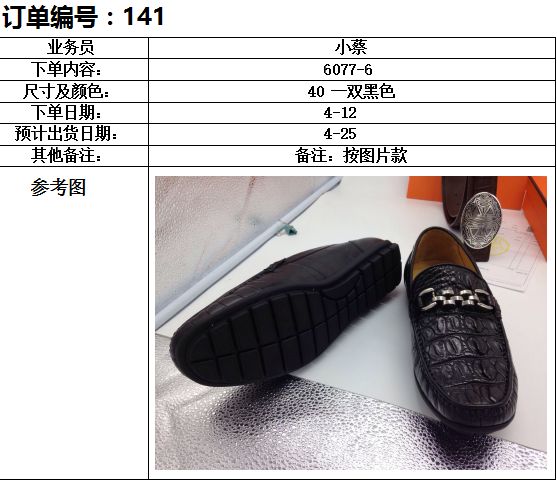 订单编号：141
业务员 小蔡
下单内容： 6077-6
尺寸及颜色： 40 一双黑色
下单日期： 4-12
预计出货日期： 4-25
其他备注： 备注：按图片款
参考图